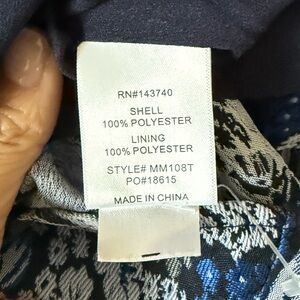 RN#143740
SHELL
100% POLYESTER
LINING
100% POLYESTER
STYLE# MM108T
PO#18615
MADE IN CHINA